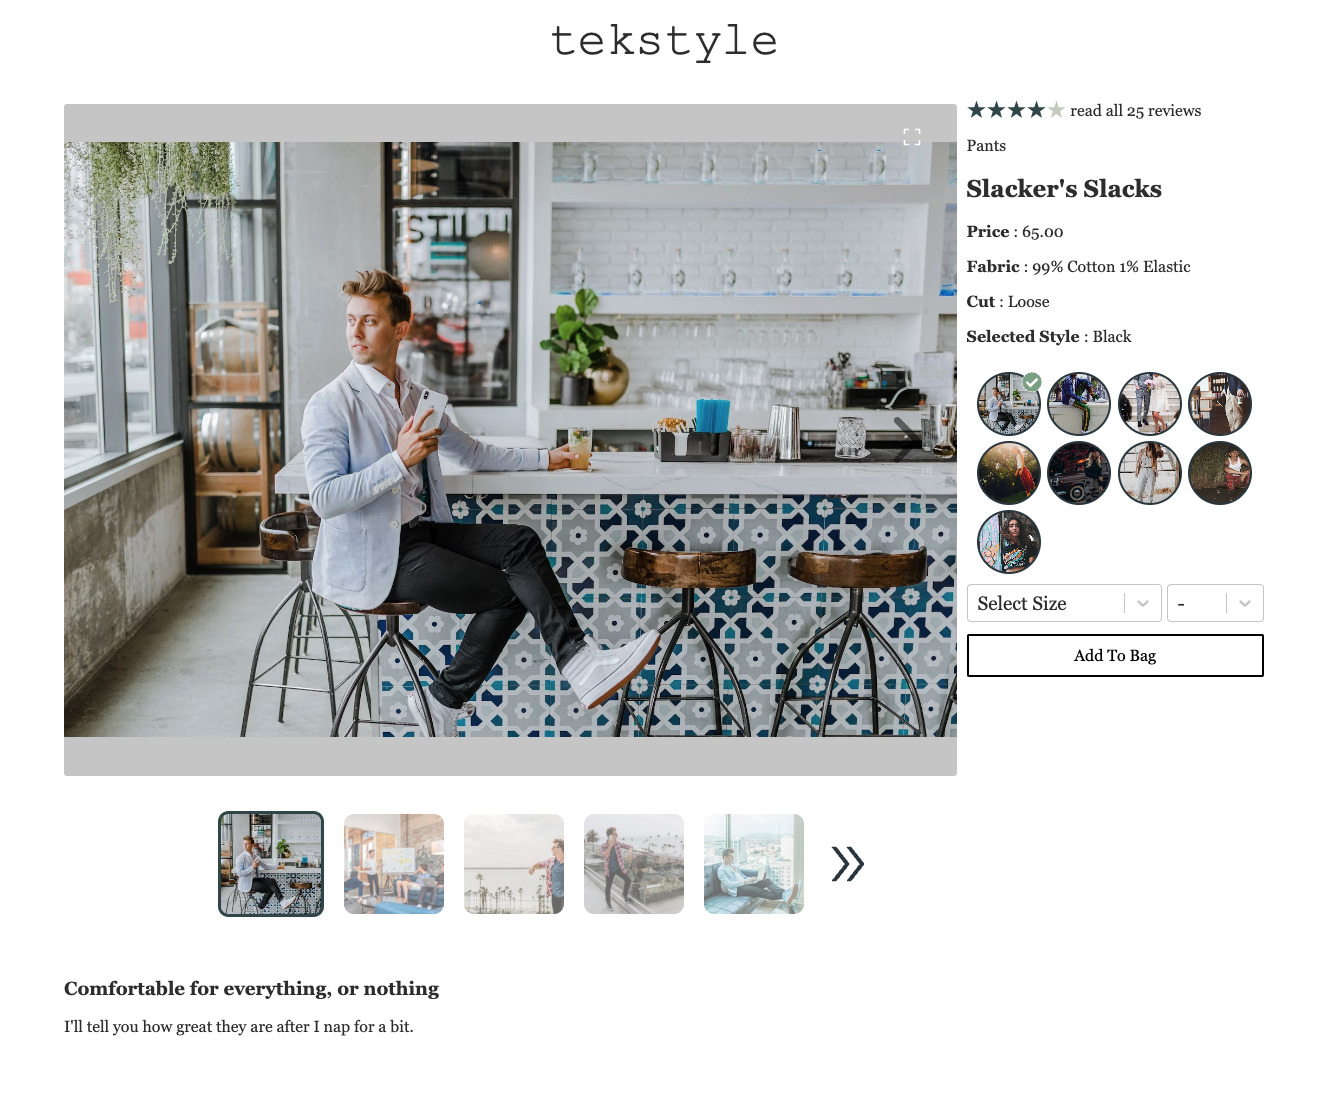 tekstyle
read all 25 reviews
Pants
Slacker's Slacks
Price : 65.00
Fabric : 99% Cotton 1% Elastic
Cut : Loose
Selected Style : Black
Select Size
-
Add To Bag
Comfortable for everything, or nothing
I'll tell you how great they are after I nap for a bit.